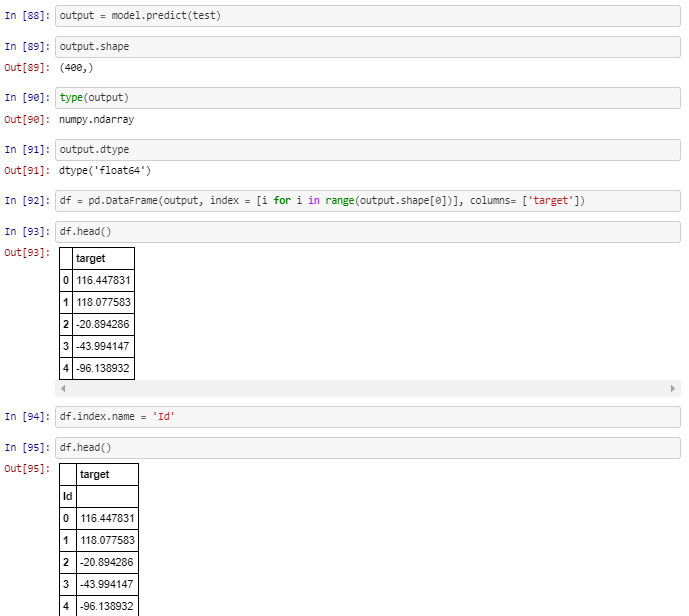 In [88]: output = model.predict(test)
In [89]: output.shape
Out[89]: (400,)
In [90]: type(output)
Out[90]: numpy.ndarray
In [91]: output.dtype
Out[91]: dtype('float64')
In [92]: df = pd.DataFrame(output, index = [i for i in range(output.shape[0])], columns= ['target'])
In [93]: df.head()
Out[93]:
target
0 116.447831
1 118.077583
2 -20.894286
3 -43.994147
4 -96.138932
In [94]: df.index.name = 'Id'
In [95]: df.head()
Out[95]:
target
Id
0 116.447831
1 118.077583
2 -20.894286
3 -43.994147
4 -96.138932